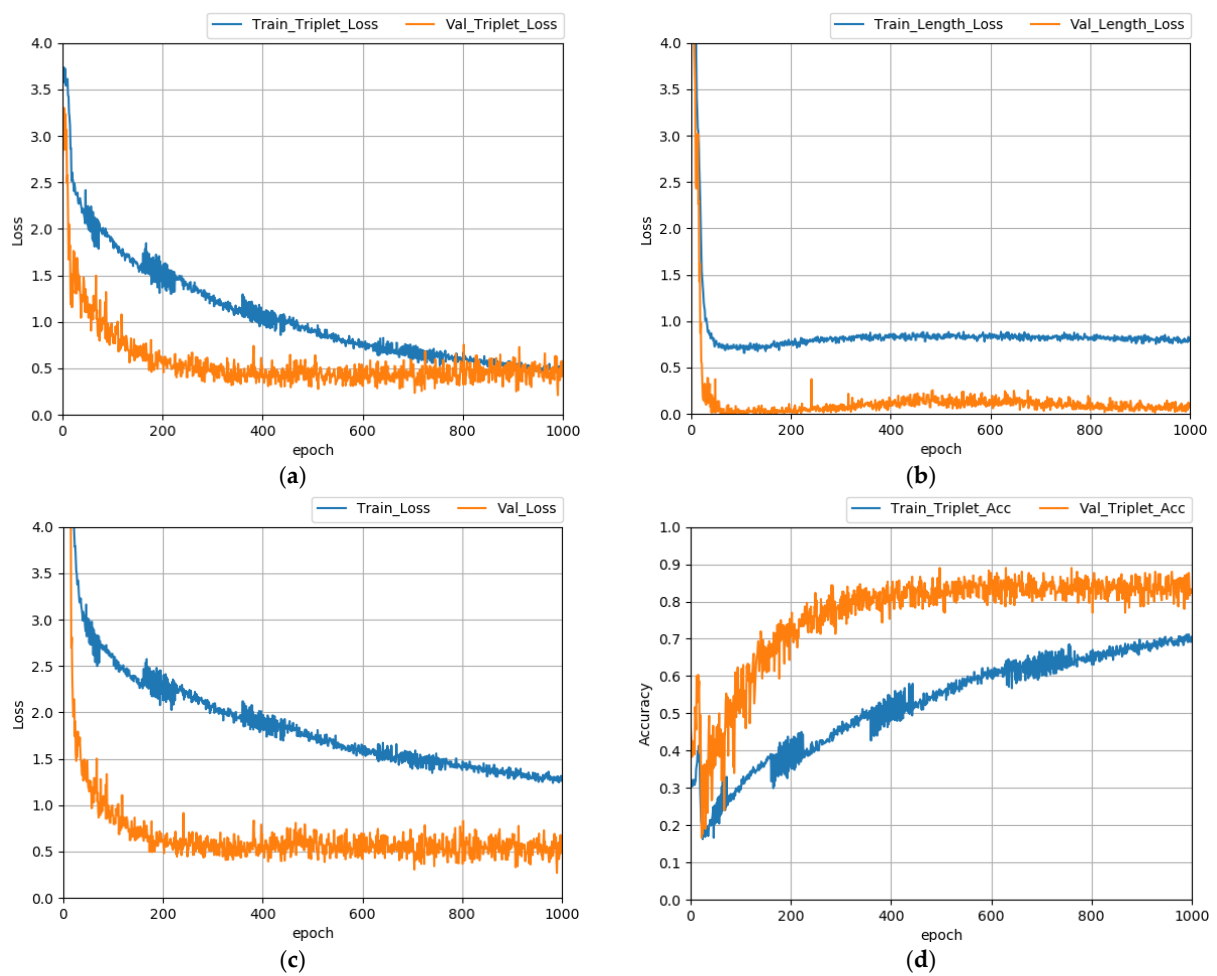 Train_Triplet_Loss Val_Triplet_Loss
4.0
3.5
3.0
2.5
2.0
1.5
1.0
0.5
0.0
Loss
0 200 400 600 800 1000
epoch
(a)
Train_Length_Loss Val_Length_Loss
4.0
3.5
3.0
2.5
2.0
1.5
1.0
0.5
0.0
Loss
0 200 400 600 800 1000
epoch
(b)
Train_Loss Val_Loss
4.0
3.5
3.0
2.5
2.0
1.5
1.0
0.5
0.0
Loss
0 200 400 600 800 1000
epoch
(c)
Train_Triplet_Acc Val_Triplet_Acc
1.0
0.9
0.8
0.7
0.6
0.5
0.4
0.3
0.2
0.1
0.0
Accuracy
0 200 400 600 800 1000
epoch
(d)